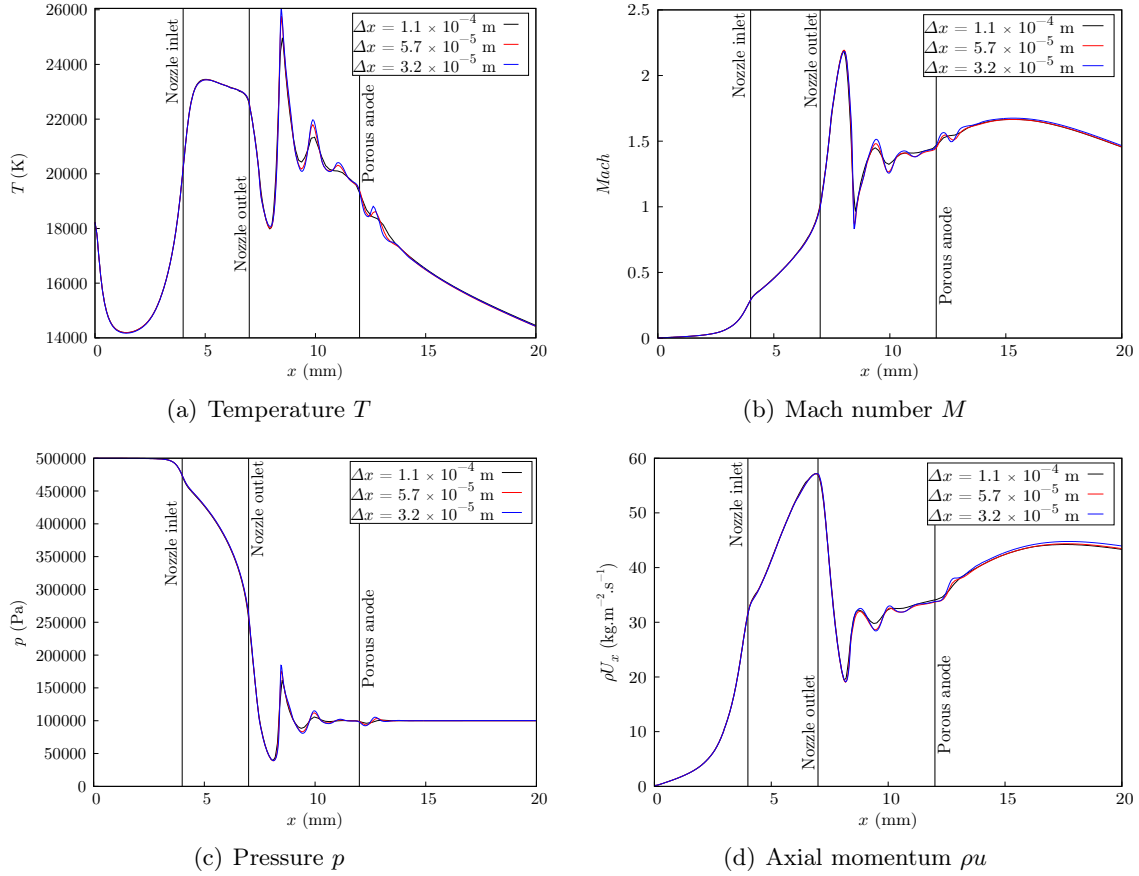 26000
24000
22000
20000
18000
16000
14000
T (K)
0
5
10
15
20
x (mm)
Nozzle inlet
Nozzle outlet
Porous anode
Δx = 1.1 × 10⁻⁴ m
Δx = 5.7 × 10⁻⁵ m
Δx = 3.2 × 10⁻⁵ m
(a) Temperature T
2.5
2
1.5
1
0.5
0
Mach
0
5
10
15
20
x (mm)
Nozzle inlet
Nozzle outlet
Porous anode
Δx = 1.1 × 10⁻⁴ m
Δx = 5.7 × 10⁻⁵ m
Δx = 3.2 × 10⁻⁵ m
(b) Mach number M
500000
450000
400000
350000
300000
250000
200000
150000
100000
50000
0
p (Pa)
0
5
10
15
20
x (mm)
Nozzle inlet
Nozzle outlet
Porous anode
Δx = 1.1 × 10⁻⁴ m
Δx = 5.7 × 10⁻⁵ m
Δx = 3.2 × 10⁻⁵ m
(c) Pressure p
60
50
40
30
20
10
0
ρUₓ (kg.m⁻².s⁻¹)
0
5
10
15
20
x (mm)
Nozzle inlet
Nozzle outlet
Porous anode
Δx = 1.1 × 10⁻⁴ m
Δx = 5.7 × 10⁻⁵ m
Δx = 3.2 × 10⁻⁵ m
(d) Axial momentum ρu